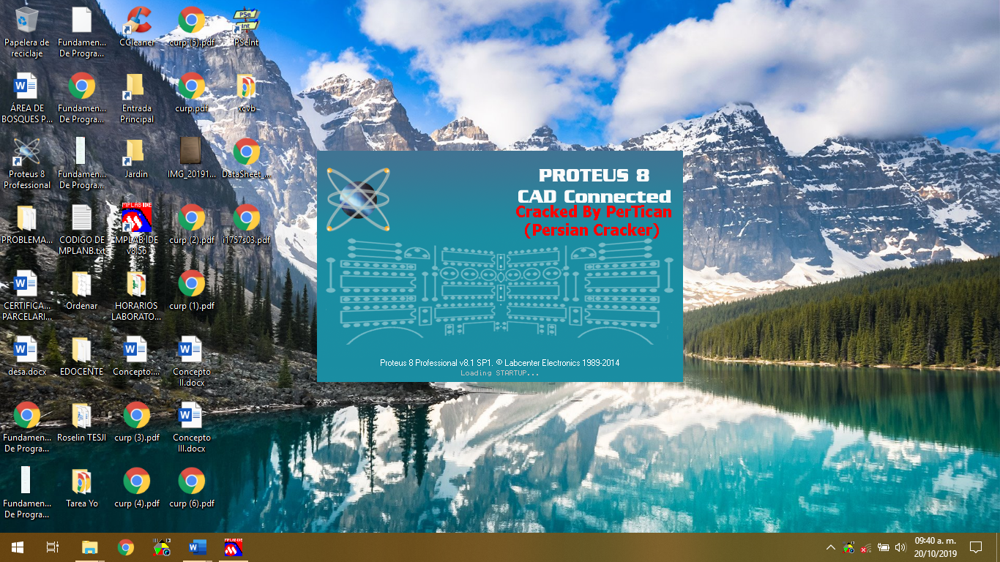 Papelera de
reciclaje
Fundamen...
De Progra...
CCleaner
curp (5).pdf
PSe
Int
PSeInt
ÁREA DE
BOSQUES P...
Fundamen...
De Progra...
Entrada
Principal
curp.pdf
xcvb
Proteus 8
Professional
Fundamen...
De Progra...
Jardin
IMG_20191...
DataSheet_...
PROBLEMA...
CODIGO DE
MPLANB.txt
MPLAB IDE
MPLAB IDE
v8.56
curp (2).pdf
i1757s03.pdf
CERTIFICA...
PARCELARI...
Ordenar
HORARIOS
LABORATO...
curp (1).pdf
desa.docx
EDOCENTE
Concepto:...
Concepto
II.docx
Fundamen...
De Progra...
Roselin TESJI
curp (3).pdf
Concepto
III.docx
Fundamen...
De Progra...
Tarea Yo
curp (4).pdf
curp (6).pdf
PROTEUS 8
CAD Connected
Cracked By PerTican
(Persian Cracker)
Proteus 8 Professional v8.1 SP1. © Labcenter Electronics 1989-2014
Loading STARTUP...
MPLAB IDE
09:40 a. m.
20/10/2019